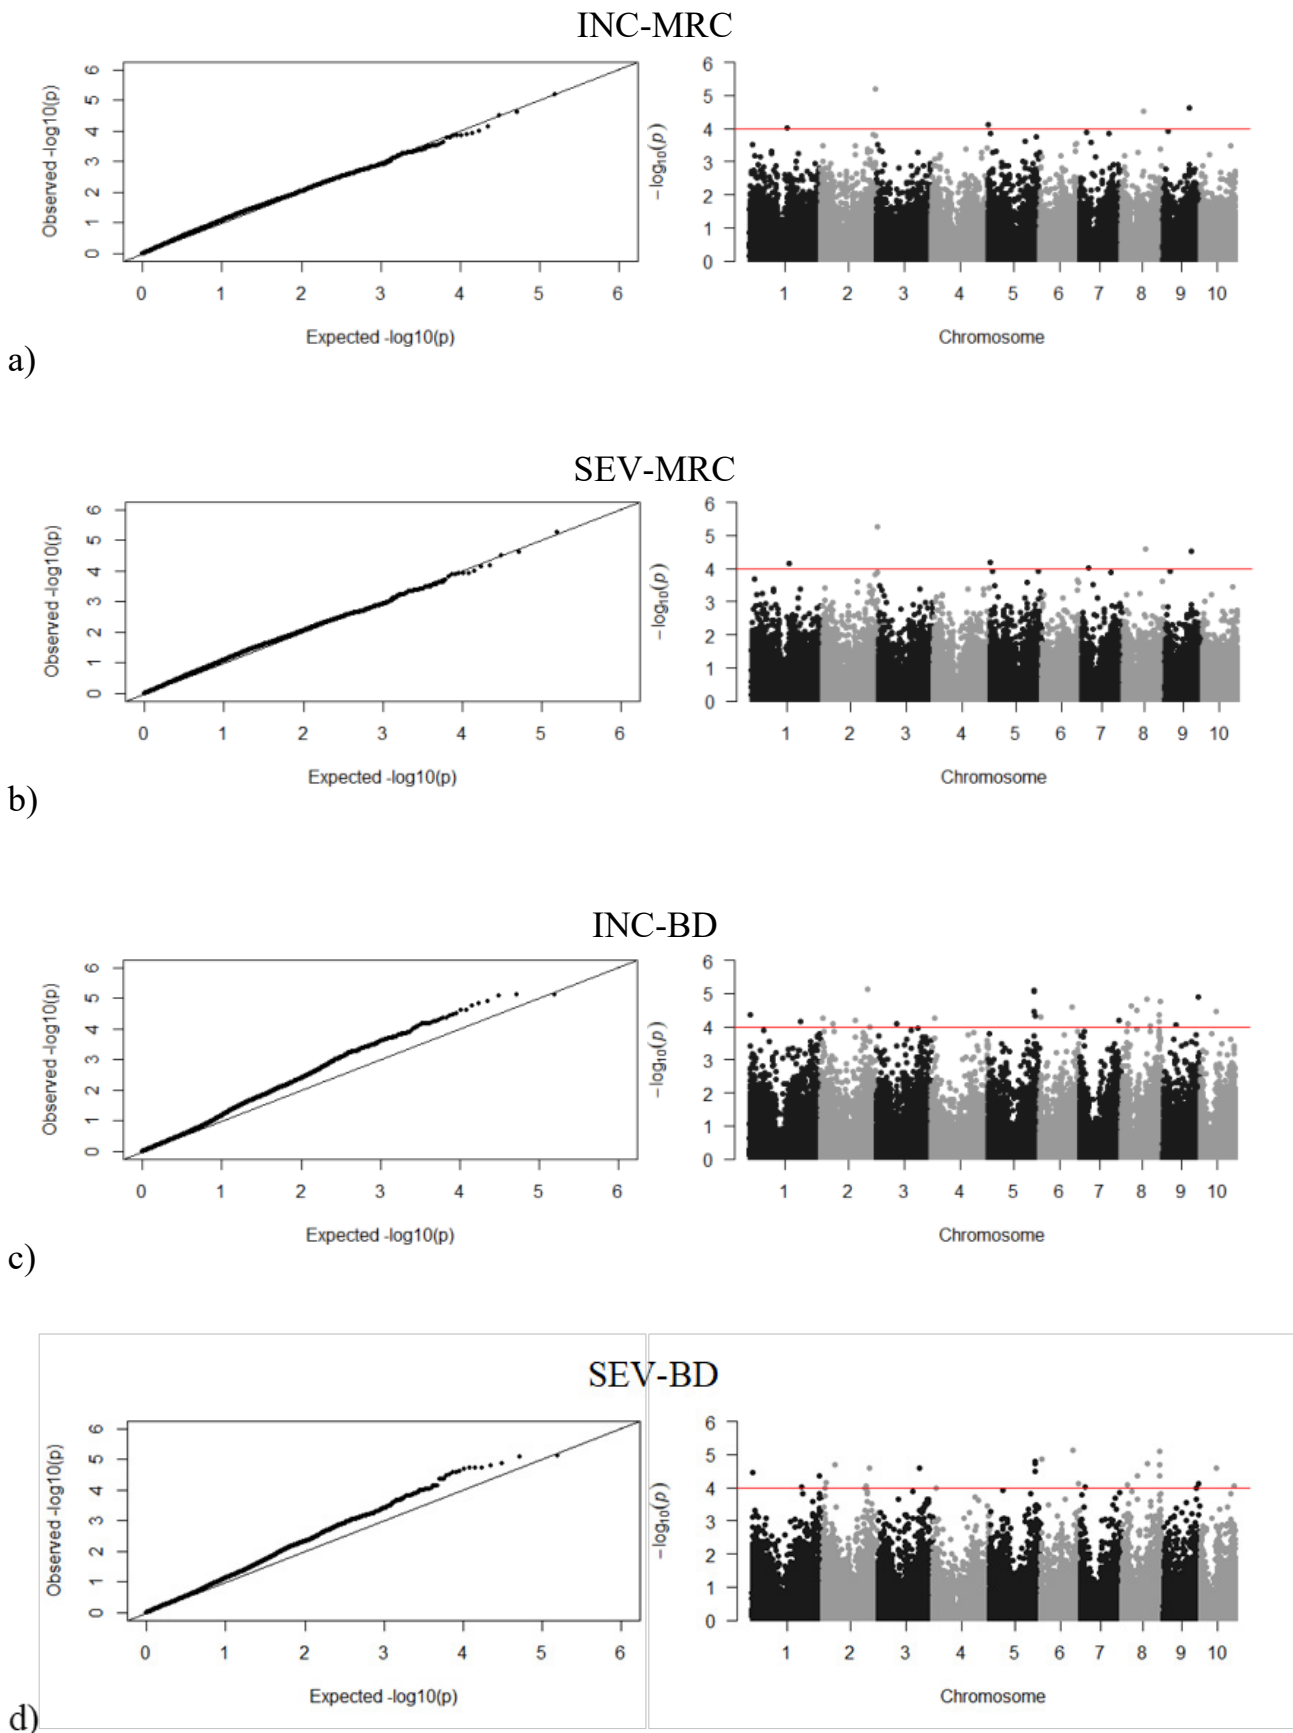 INC-MRC
Observed -log10(p)
0 1 2 3 4 5 6
0 1 2 3 4 5 6
Expected -log10(p)
−log10(p)
0 1 2 3 4 5 6
1 2 3 4 5 6 7 8 9 10
Chromosome
a)
SEV-MRC
Observed -log10(p)
0 1 2 3 4 5 6
0 1 2 3 4 5 6
Expected -log10(p)
−log10(p)
0 1 2 3 4 5 6
1 2 3 4 5 6 7 8 9 10
Chromosome
b)
INC-BD
Observed -log10(p)
0 1 2 3 4 5 6
0 1 2 3 4 5 6
Expected -log10(p)
−log10(p)
0 1 2 3 4 5 6
1 2 3 4 5 6 7 8 9 10
Chromosome
c)
SEV-BD
Observed -log10(p)
0 1 2 3 4 5 6
0 1 2 3 4 5 6
Expected -log10(p)
−log10(p)
0 1 2 3 4 5 6
1 2 3 4 5 6 7 8 9 10
Chromosome
d)